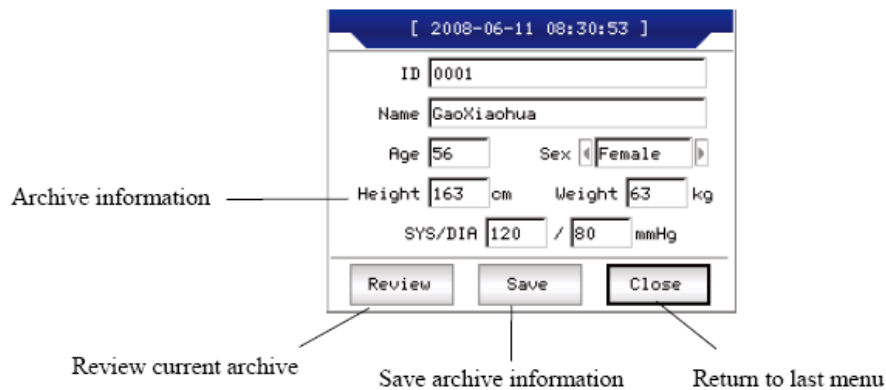 [ 2008-06-11 08:30:53 ]
ID 0001
Name GaoXiaohua
Age 56 Sex Female
Archive information
Height 163 cm Weight 63 kg
SYS/DIA 120 / 80 mmHg
Review Save Close
Review current archive
Save archive information
Return to last menu